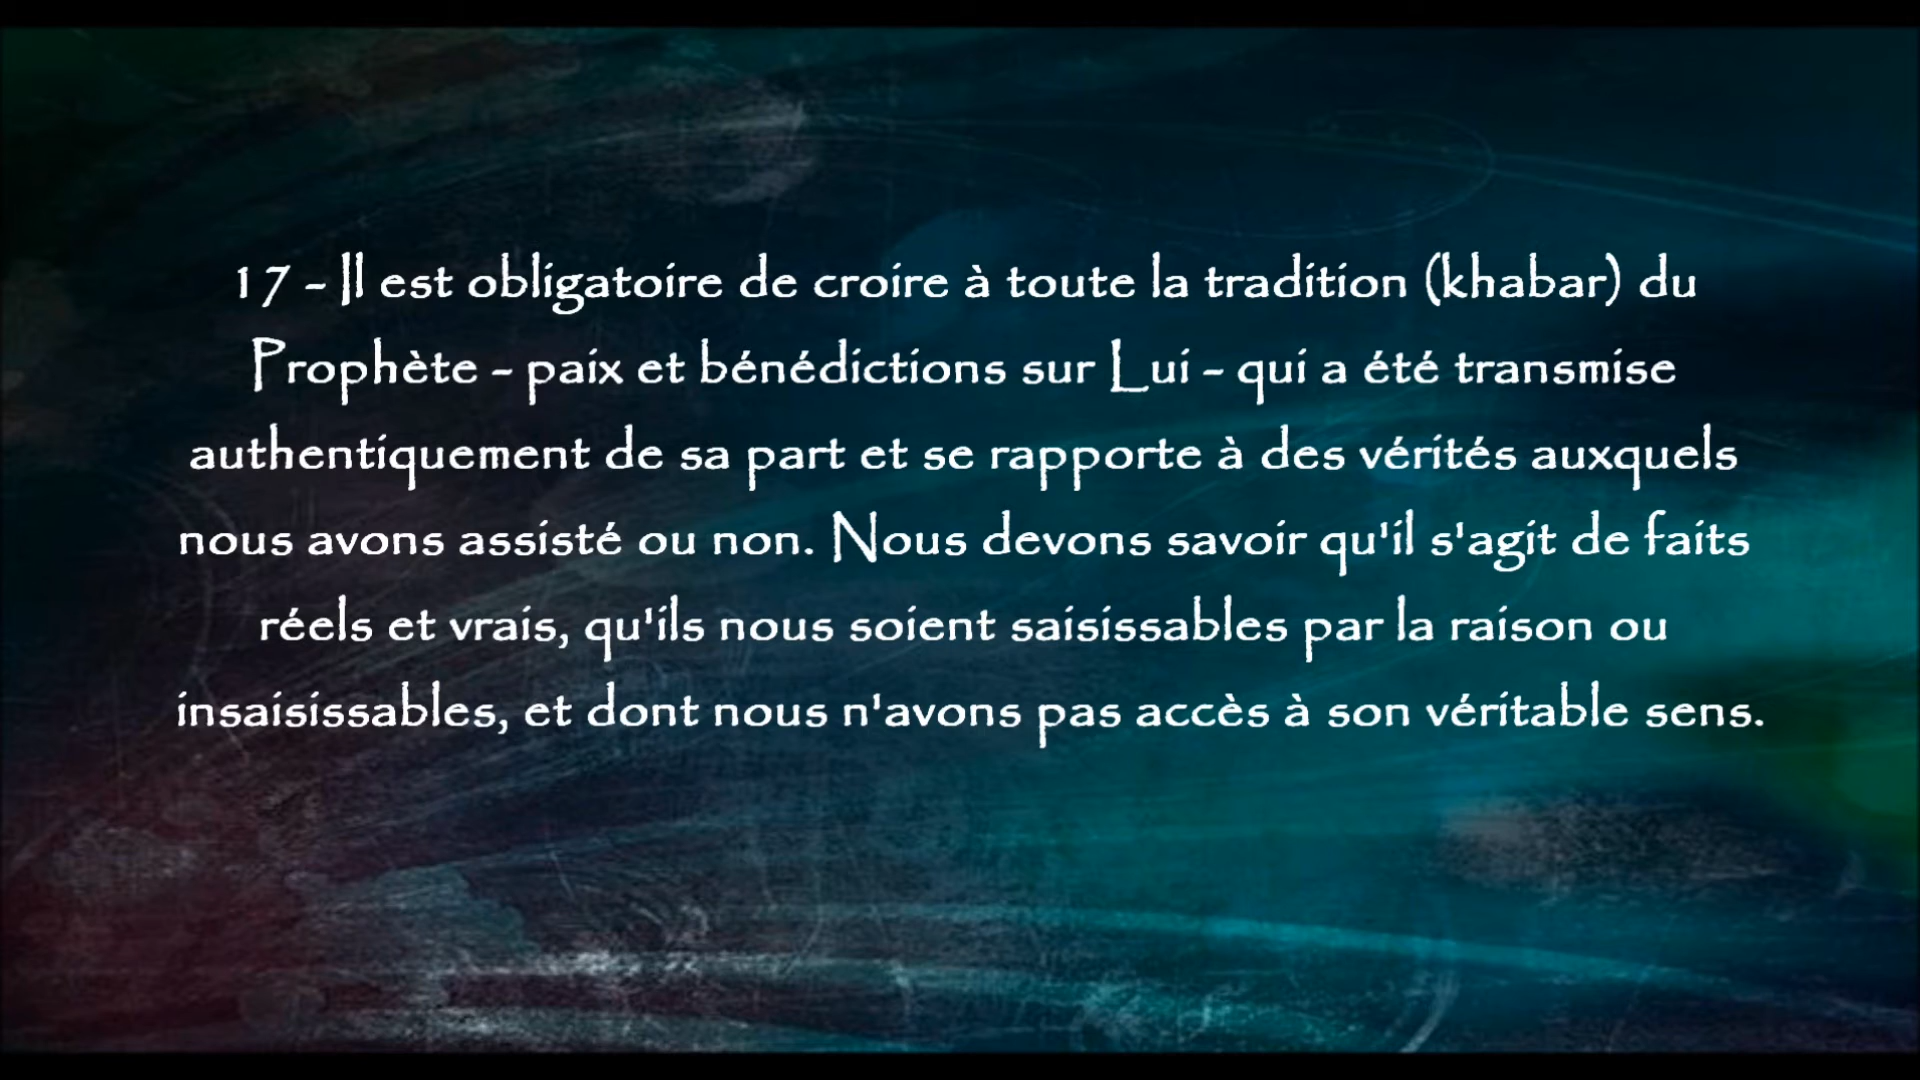 17 - Il est obligatoire de croire à toute la tradition (khabar) du
Prophète - paix et bénédictions sur Lui - qui a été transmise
authentiquement de sa part et se rapporte à des vérités auxquels
nous avons assisté ou non. Nous devons savoir qu'il s'agit de faits
réels et vrais, qu'ils nous soient saisissables par la raison ou
insaisissables, et dont nous n'avons pas accès à son véritable sens.